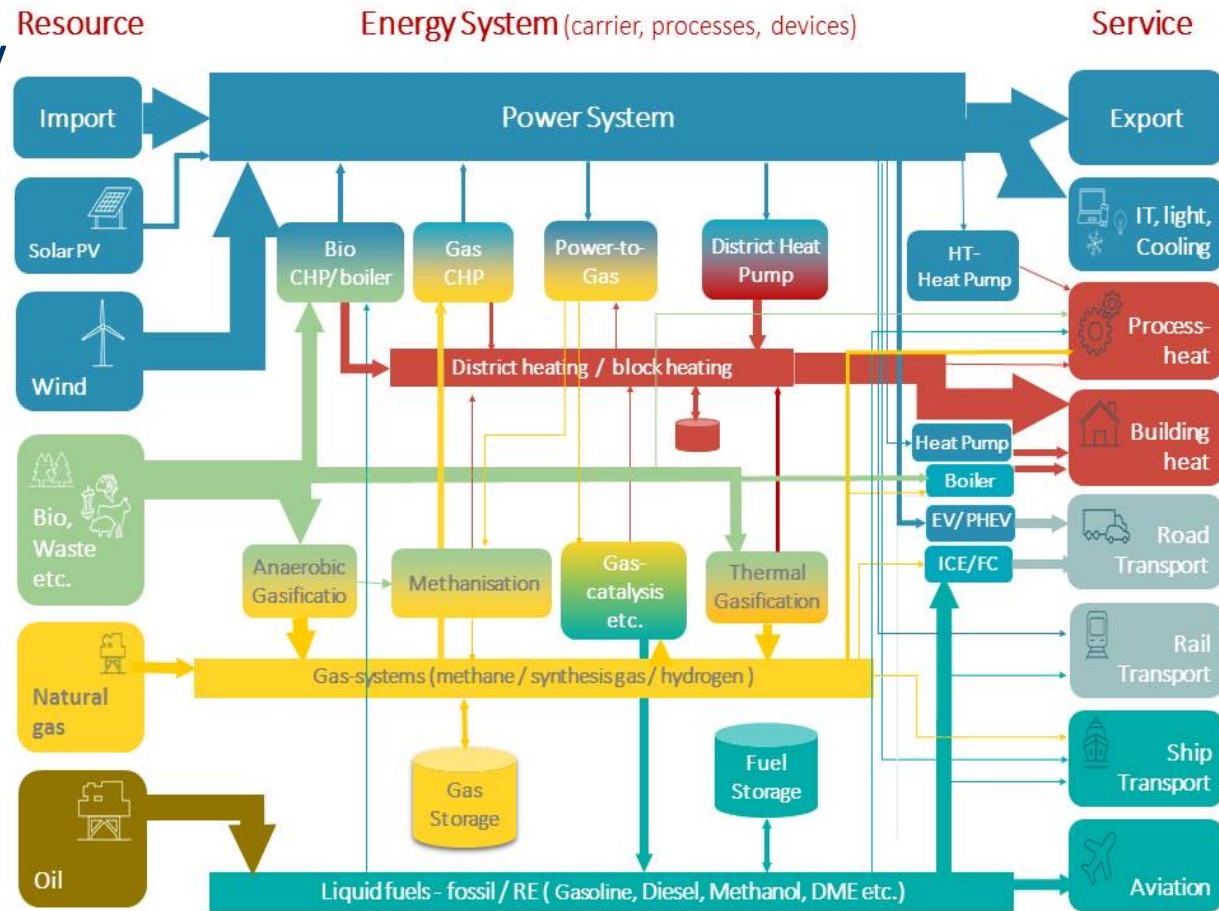 Resource
Energy System (carrier, processes, devices)
Service
Import
Power System
Export
Solar PV
IT, light,
Cooling
Bio
CHP/ boiler
Gas
CHP
Power-to-
Gas
District Heat
Pump
HT-
Heat Pump
Wind
District heating / block heating
Process-
heat
Bio,
Waste
etc.
Heat Pump
Boiler
Building
heat
EV/ PHEV
ICE/FC
Road
Transport
Anaerobic
Gasificatio
Methanisation
Gas-
catalysis
etc.
Thermal
Gasification
Rail
Transport
Natural
gas
Gas-systems (methane / synthesis gas / hydrogen )
Gas
Storage
Fuel
Storage
Ship
Transport
Oil
Liquid fuels - fossil / RE ( Gasoline, Diesel, Methanol, DME etc.)
Aviation